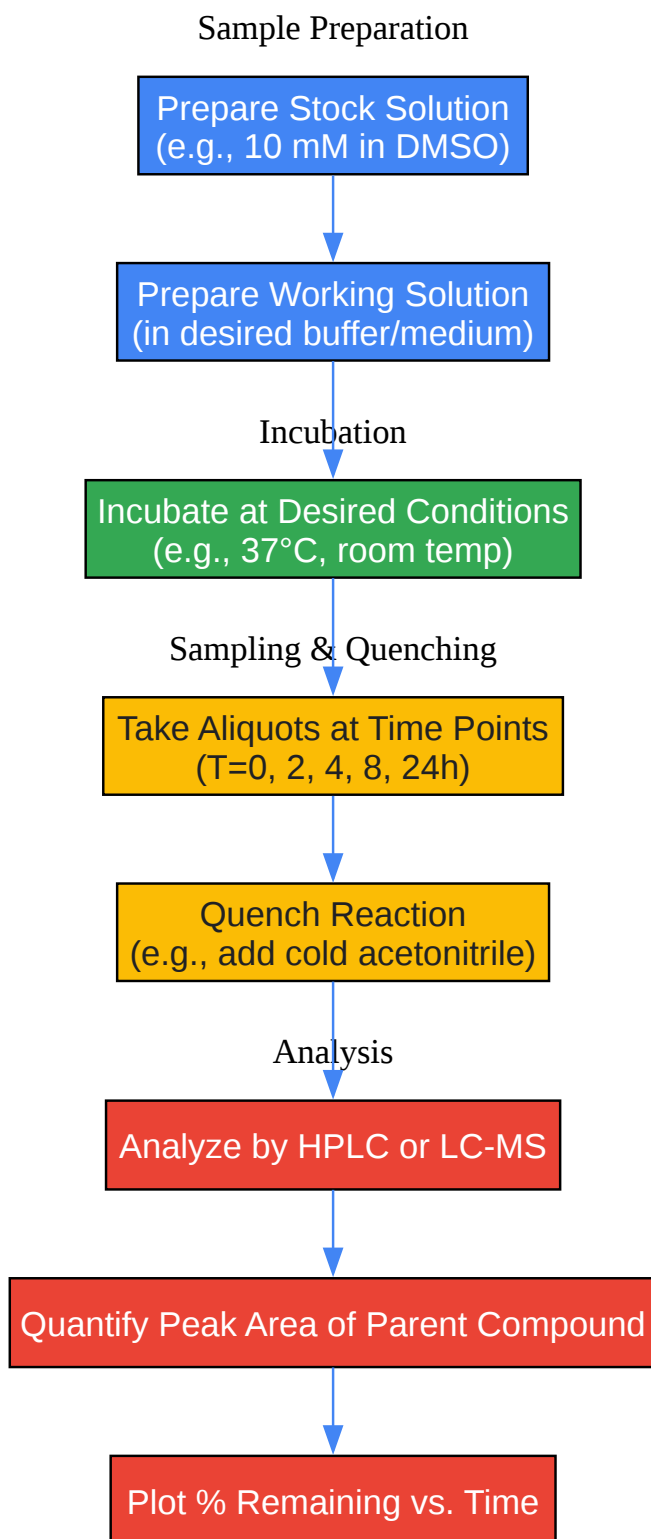 Sample Preparation
Prepare Stock Solution
(e.g., 10 mM in DMSO)
Prepare Working Solution
(in desired buffer/medium)
Incubation
Incubate at Desired Conditions
(e.g., 37°C, room temp)
Sampling & Quenching
Take Aliquots at Time Points
(T=0, 2, 4, 8, 24h)
Quench Reaction
(e.g., add cold acetonitrile)
Analysis
Analyze by HPLC or LC-MS
Quantify Peak Area of Parent Compound
Plot % Remaining vs. Time